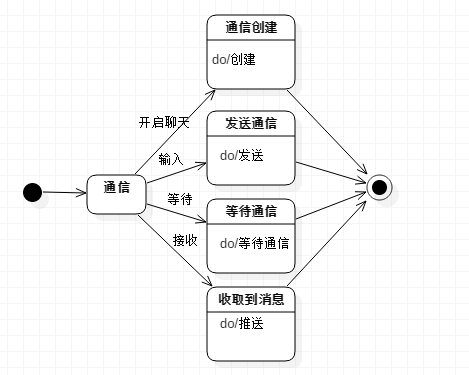 通信创建
do/创建
开启聊天
发送通信
do/发送
输入
通信
等待
等待通信
do/等待通信
接收
收取到消息
do/推送